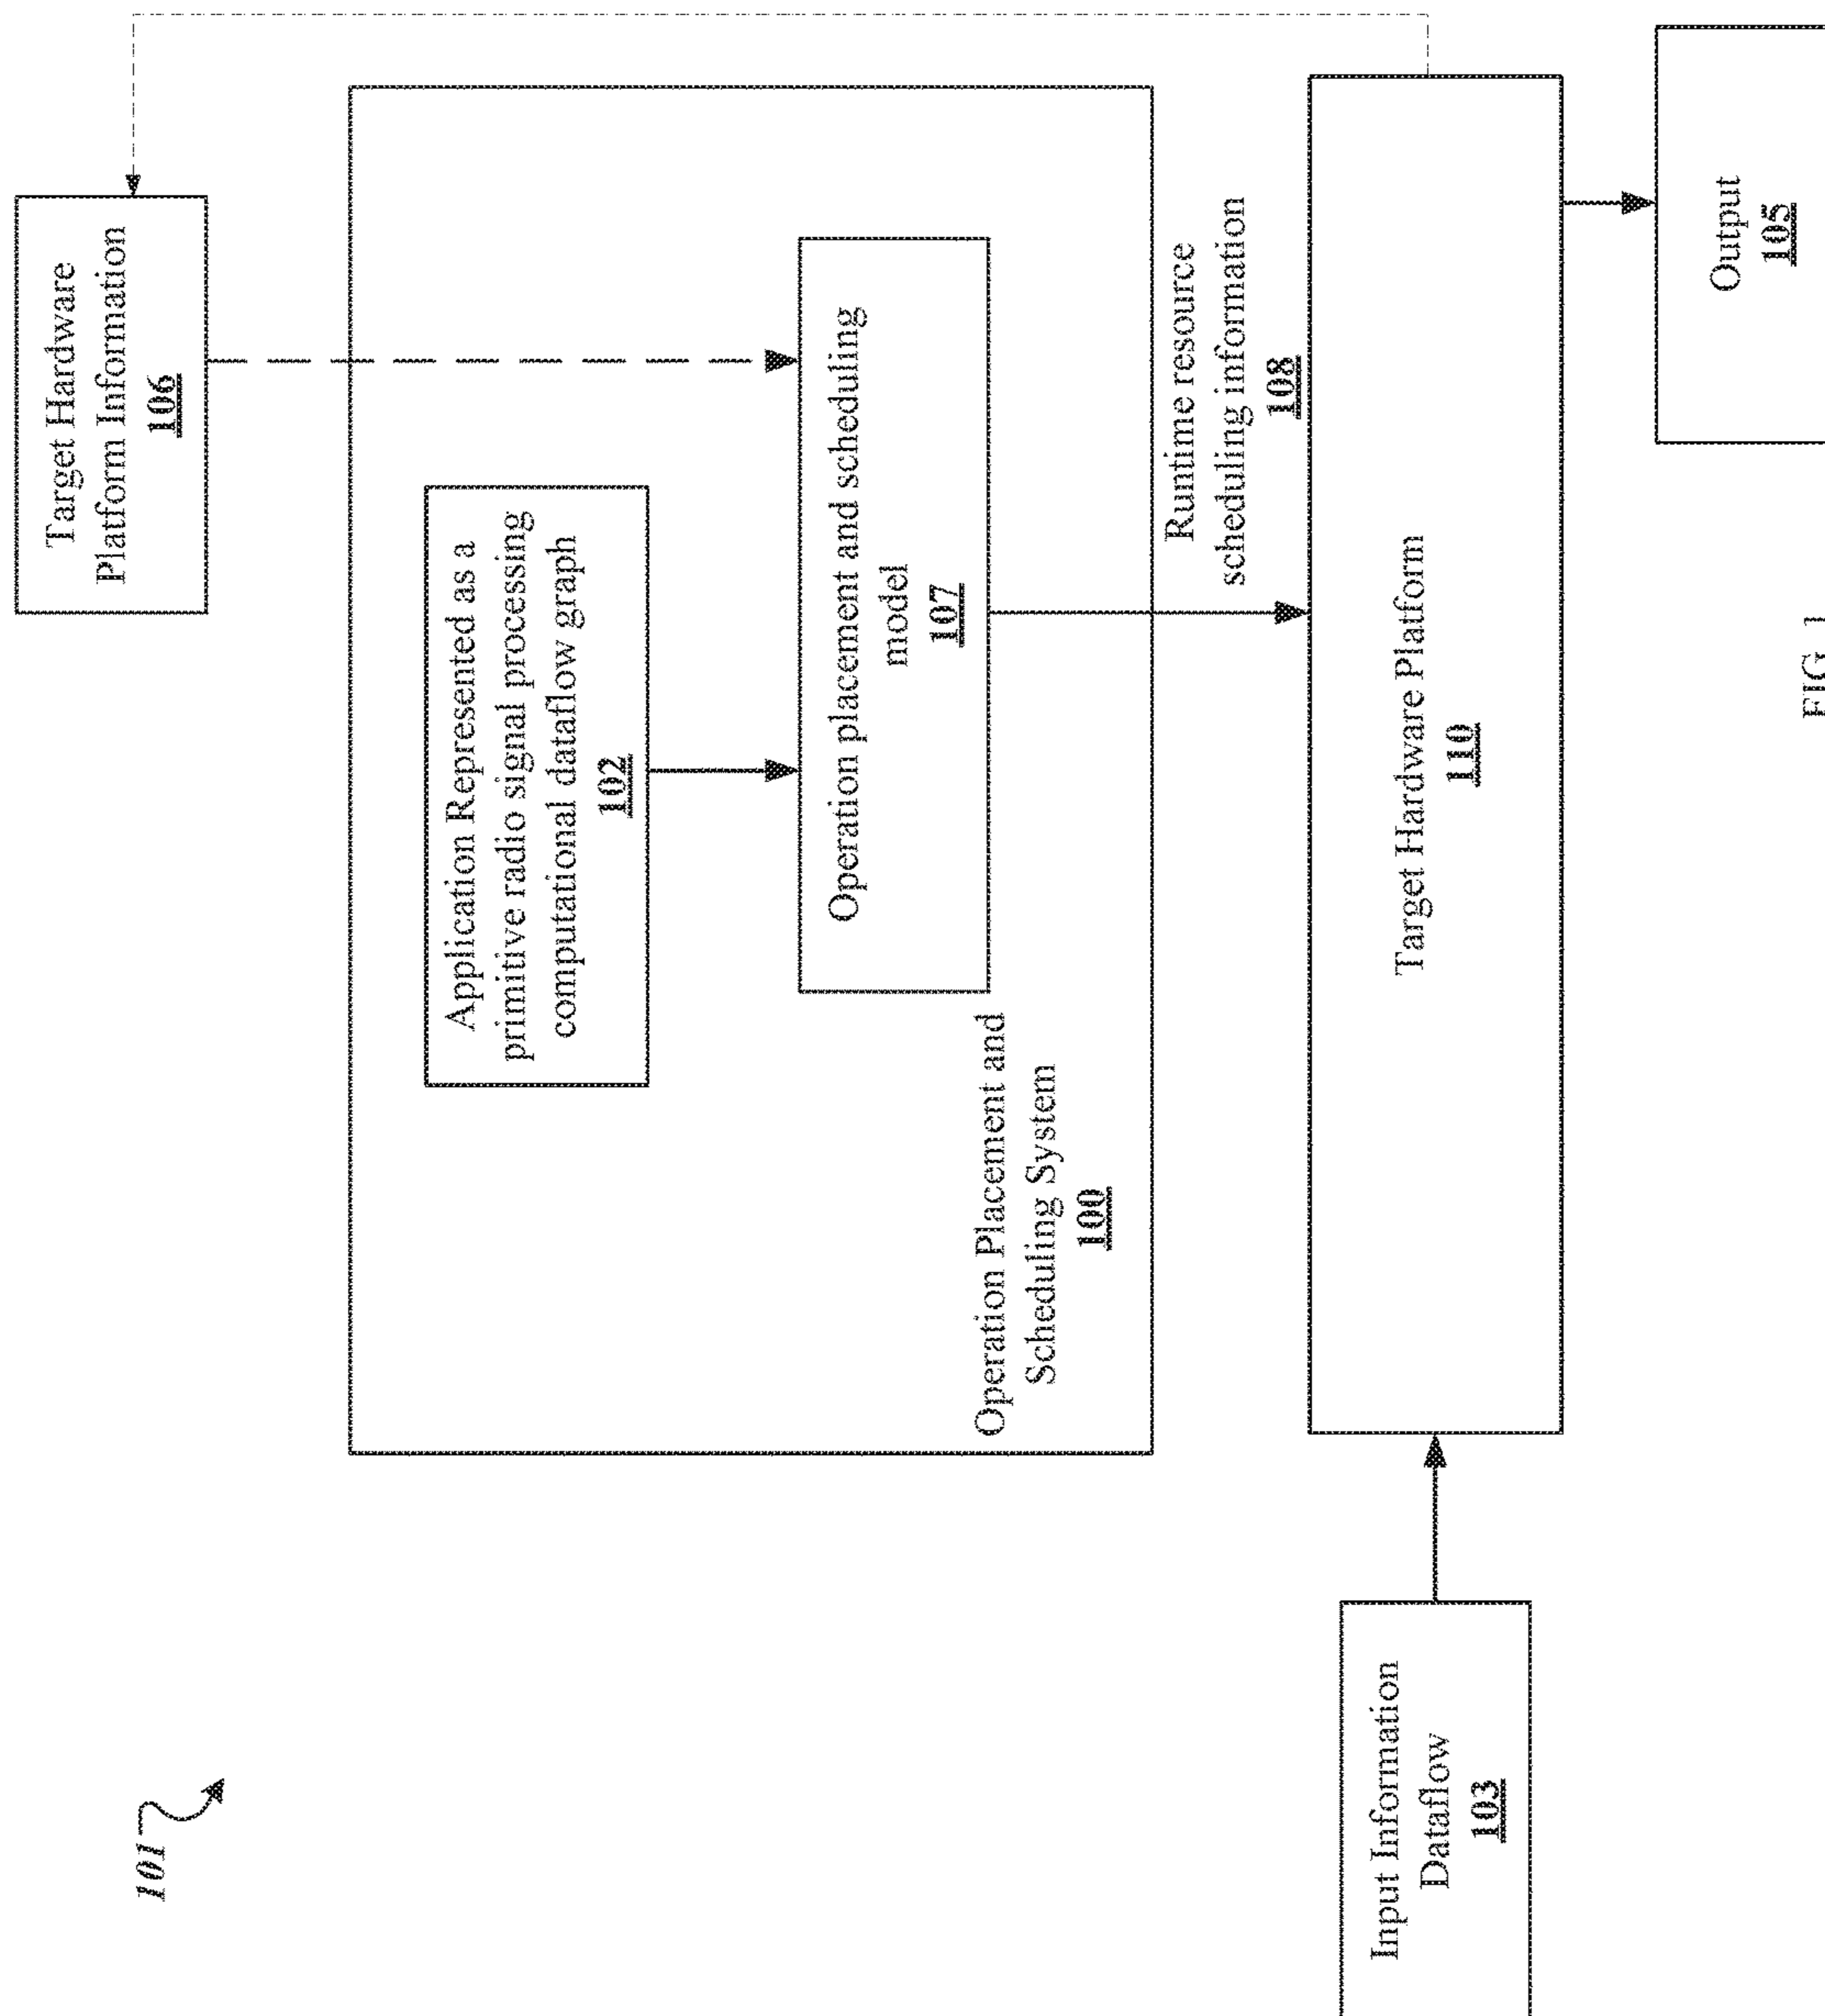 101
Target Hardware
Platform Information
106
Application Represented as a
primitive radio signal processing
computational dataflow graph
102
Operation placement and scheduling
model
107
Operation Placement and
Scheduling System
100
Runtime resource
scheduling information
108
Input Information
Dataflow
103
Target Hardware Platform
110
Output
105
FIG. 1